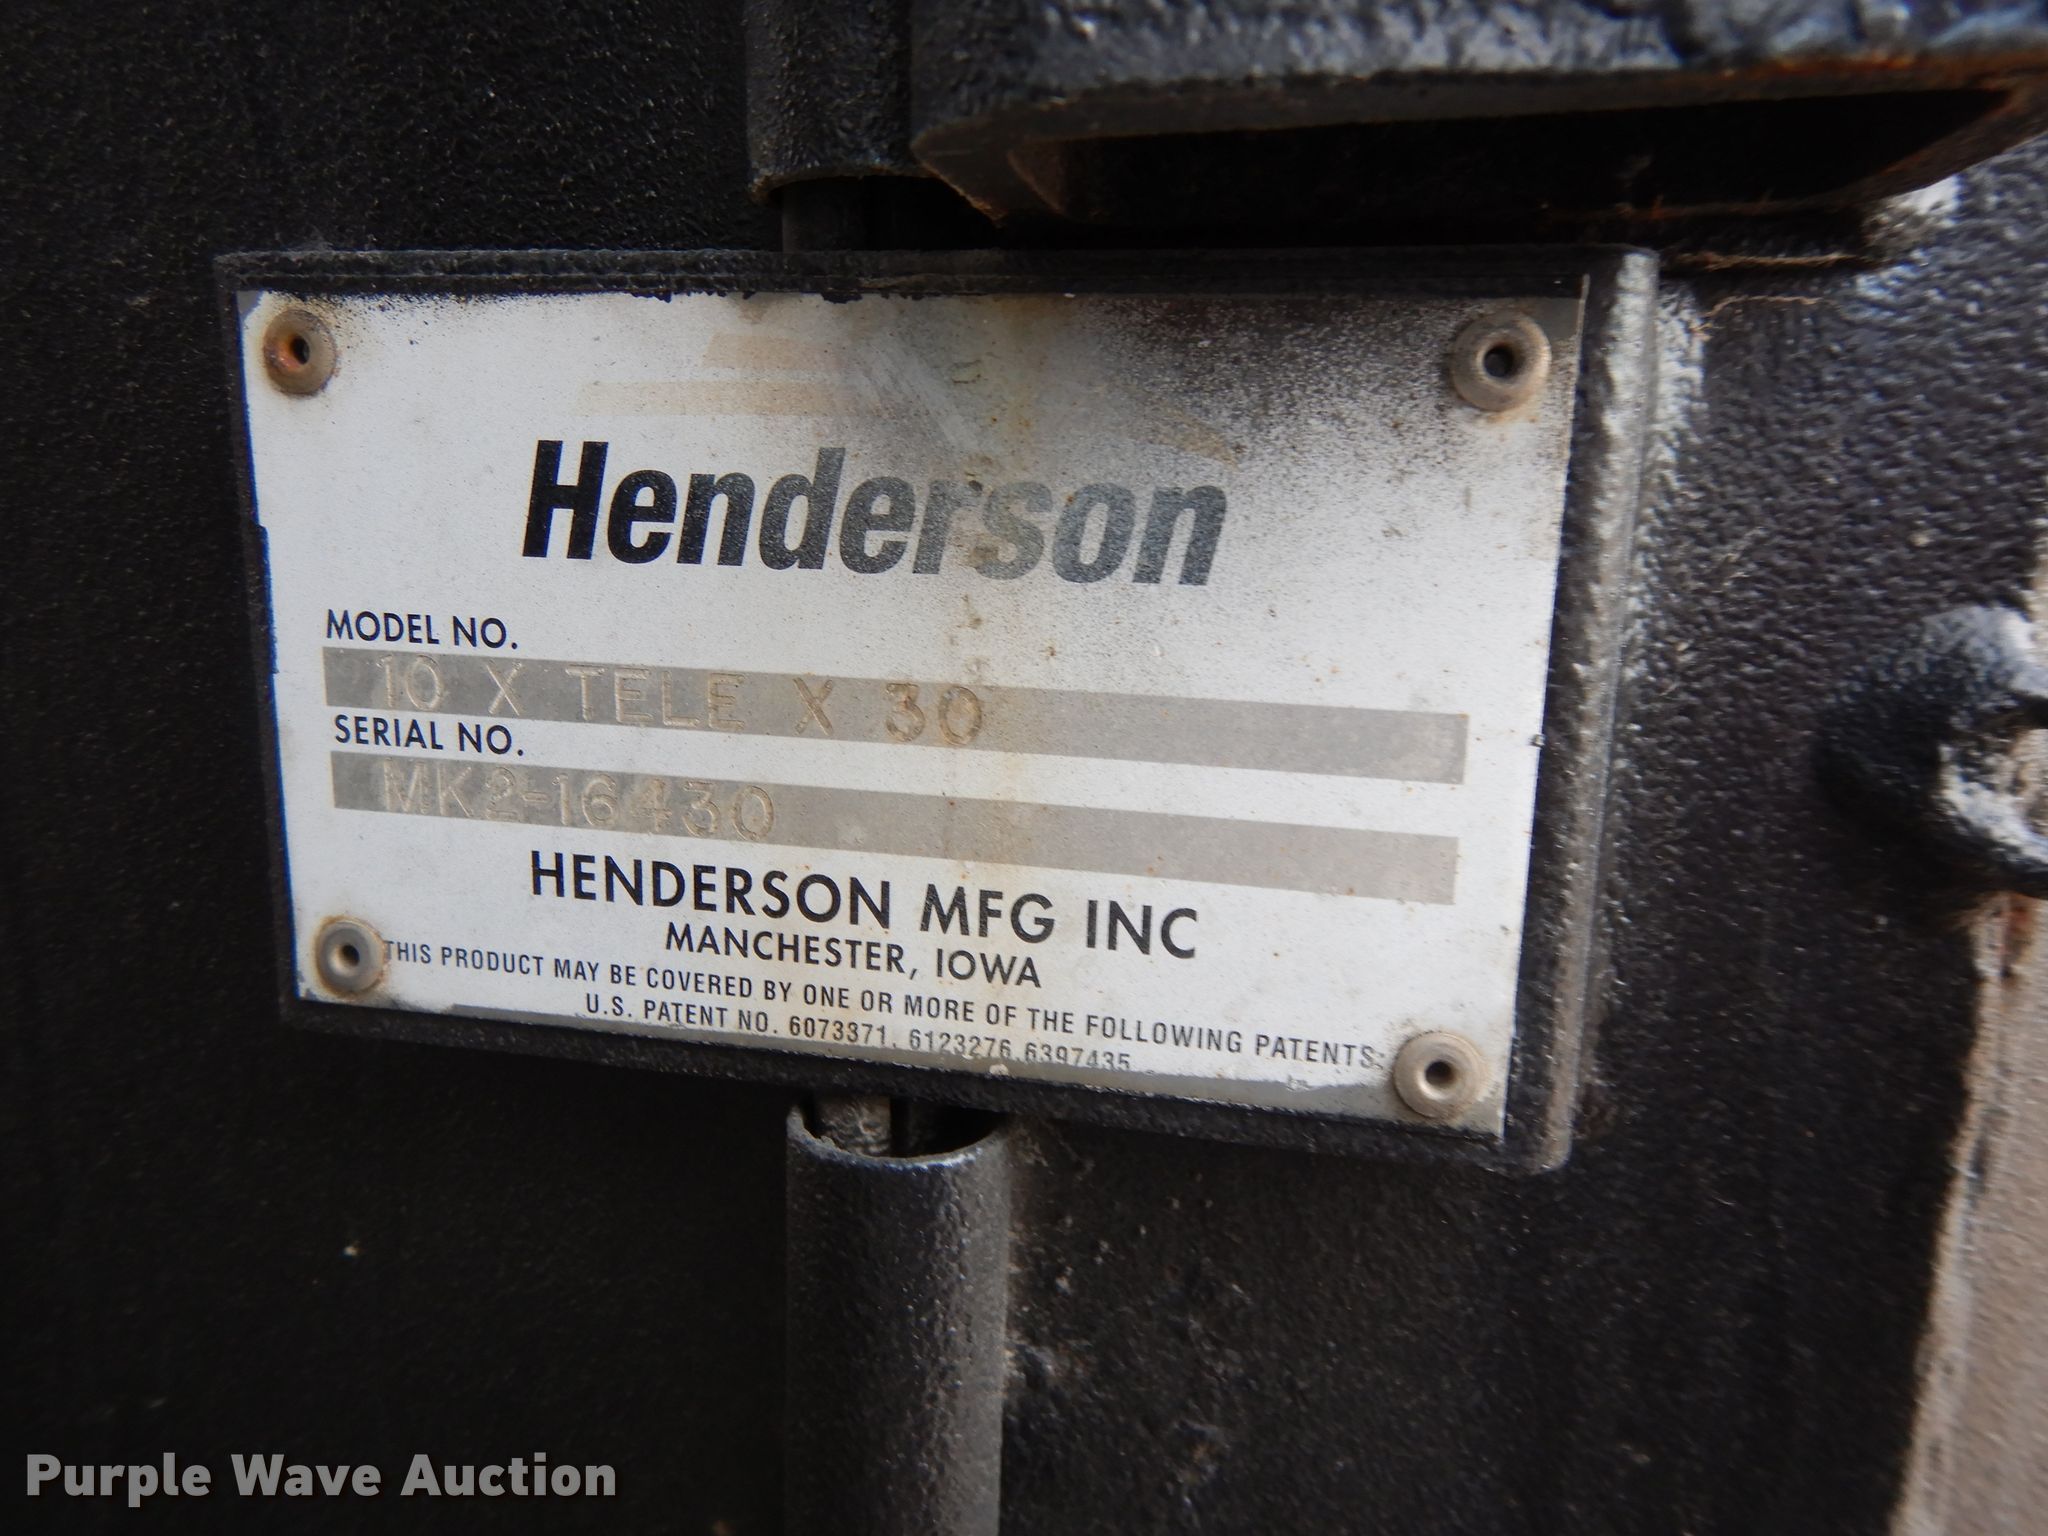 Henderson
MODEL NO.
10 X TELE X 30
SERIAL NO.
MK2-16430
HENDERSON MFG INC
MANCHESTER, IOWA
THIS PRODUCT MAY BE COVERED BY ONE OR MORE OF THE FOLLOWING PATENTS:
U.S. PATENT NO. 6073371, 6123276,6397435
Purple Wave Auction